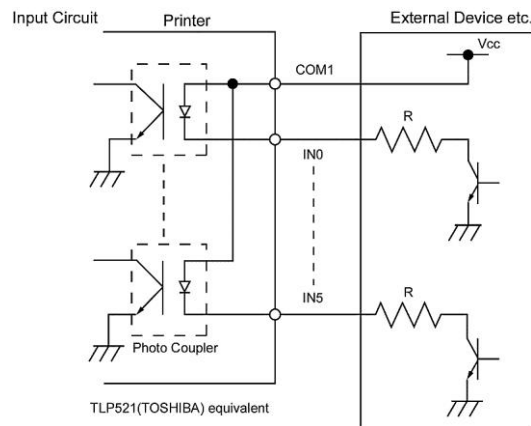 Input Circuit
Printer
External Device etc.
Vcc
COM1
R
IN0
R
IN5
Photo Coupler
TLP521(TOSHIBA) equivalent